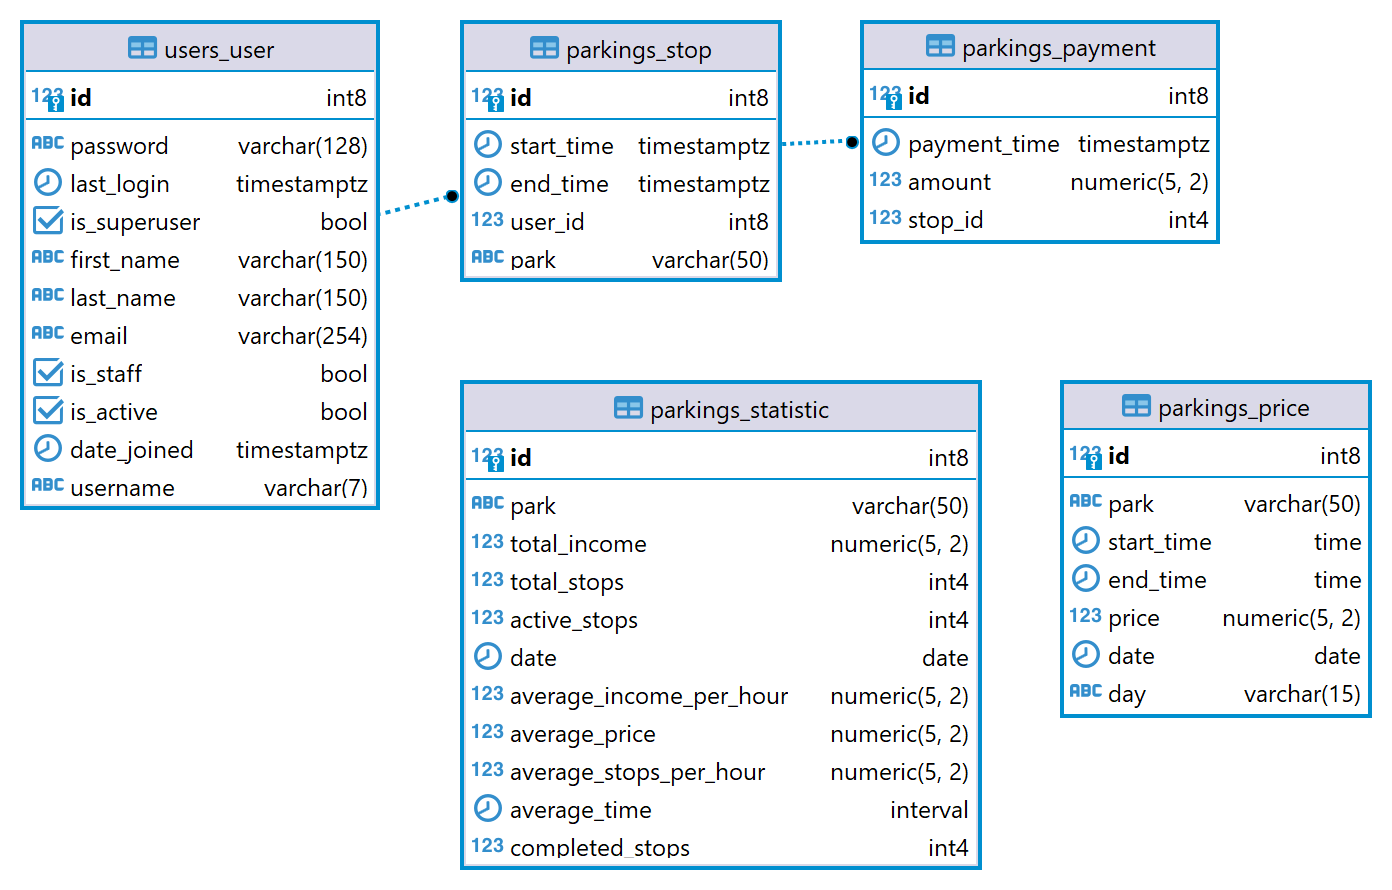 users_user
123 id int8
ABC password varchar(128)
last_login timestamptz
is_superuser bool
ABC first_name varchar(150)
ABC last_name varchar(150)
ABC email varchar(254)
is_staff bool
is_active bool
date_joined timestamptz
ABC username varchar(7)
parkings_stop
123 id int8
start_time timestamptz
end_time timestamptz
123 user_id int8
ABC park varchar(50)
parkings_payment
123 id int8
payment_time timestamptz
123 amount numeric(5, 2)
123 stop_id int4
parkings_statistic
123 id int8
ABC park varchar(50)
123 total_income numeric(5, 2)
123 total_stops int4
123 active_stops int4
date date
123 average_income_per_hour numeric(5, 2)
123 average_price numeric(5, 2)
123 average_stops_per_hour numeric(5, 2)
average_time interval
123 completed_stops int4
parkings_price
123 id int8
ABC park varchar(50)
start_time time
end_time time
123 price numeric(5, 2)
date date
ABC day varchar(15)